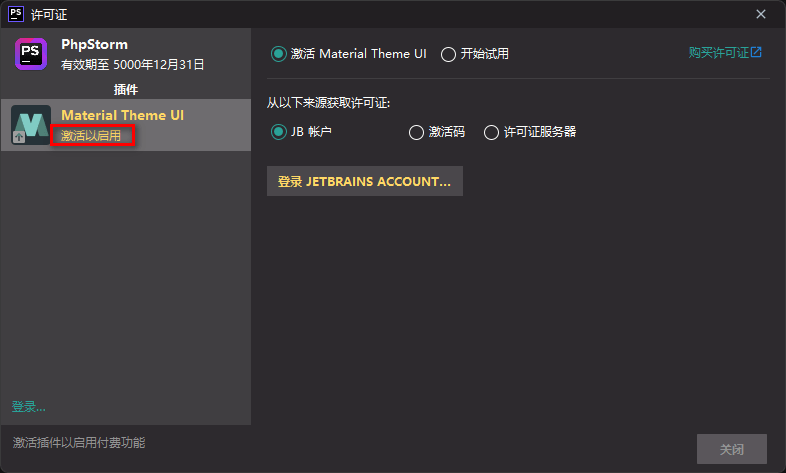 PS 许可证
PS PhpStorm
有效期至 5000年12月31日
插件
Material Theme UI
激活以启用
登录...
激活 Material Theme UI 开始试用 购买许可证
从以下来源获取许可证:
JB 帐户 激活码 许可证服务器
登录 JETBRAINS ACCOUNT...
激活插件以启用付费功能
关闭